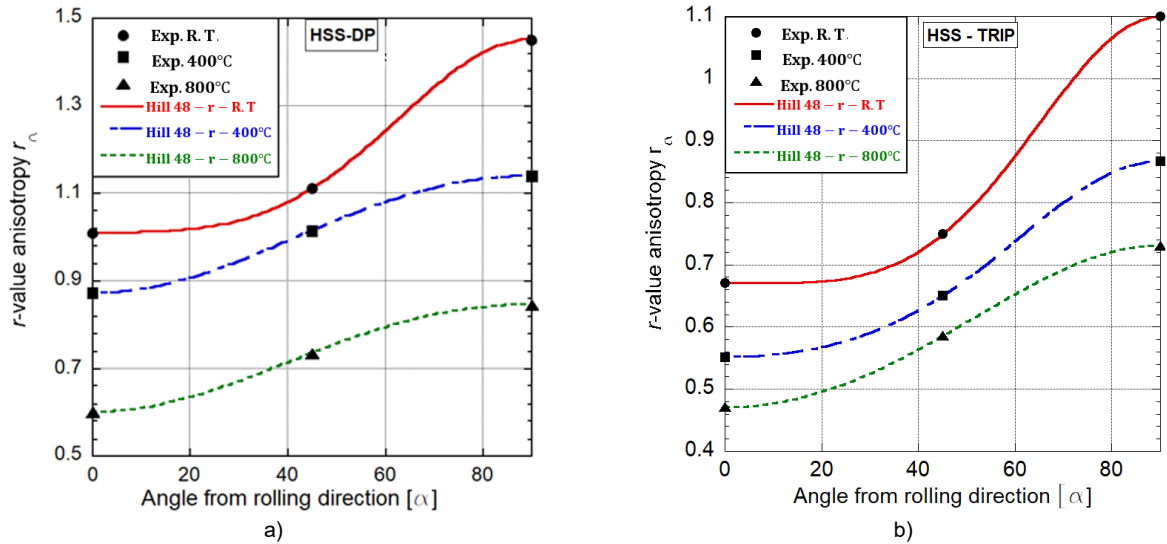 HSS-DP
Exp. R. T.
Exp. 400°C
Exp. 800°C
Hill 48 − r − R. T
Hill 48 − r − 400°C
Hill 48 − r − 800°C
1.5
1.3
1.1
0.9
0.7
0.5
r-value anisotropy r
0 20 40 60 80
Angle from rolling direction [α]
a)
HSS - TRIP
Exp. R. T.
Exp. 400°C
Exp. 800°C
Hill 48 − r − R. T
Hill 48 − r − 400°C
Hill 48 − r − 800°C
1.1
1
0.9
0.8
0.7
0.6
0.5
0.4
r-value anisotropy r
0 20 40 60 80
Angle from rolling direction [α]
b)